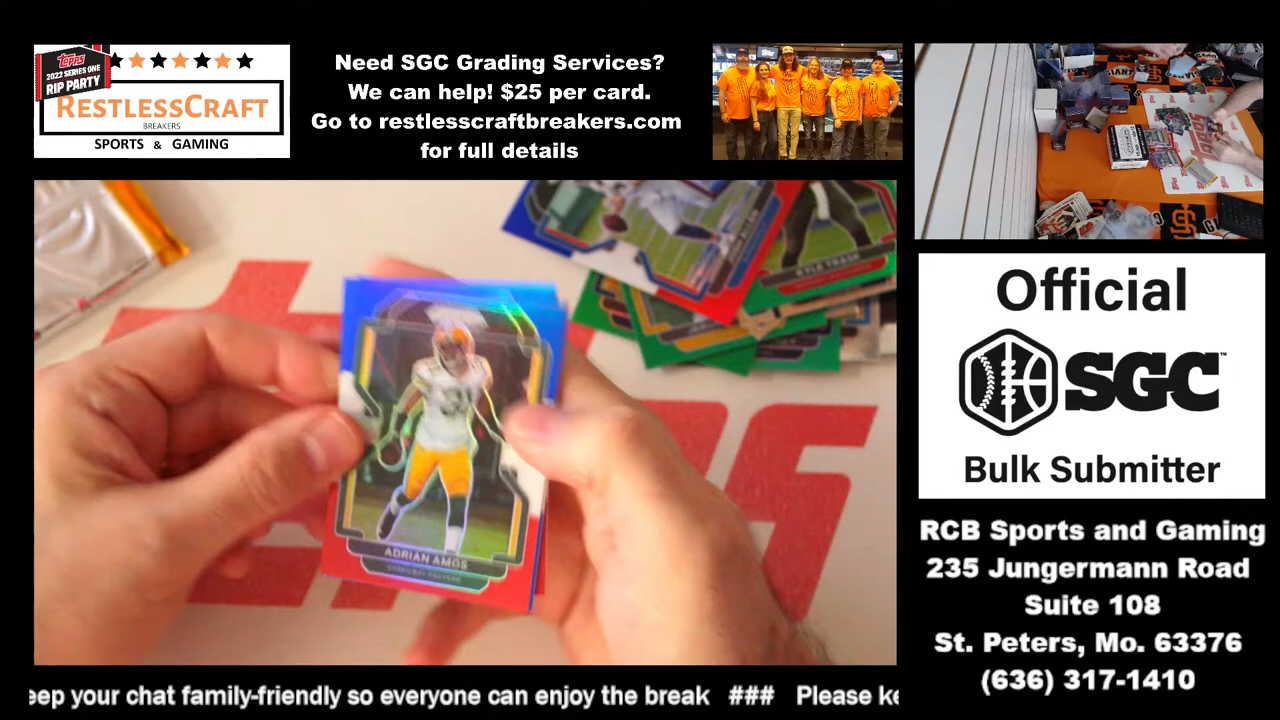 TOPPS
2022 SERIES ONE
RIP PARTY
RESTLESSCRAFT
BREAKERS
SPORTS & GAMING
Need SGC Grading Services?
We can help! $25 per card.
Go to restlesscraftbreakers.com
for full details
KYLE TRASK
ADRIAN AMOS
Official
SGC™
Bulk Submitter
RCB Sports and Gaming
235 Jungermann Road
Suite 108
St. Peters, Mo. 63376
(636) 317-1410
eep your chat family-friendly so everyone can enjoy the break ### Please ke